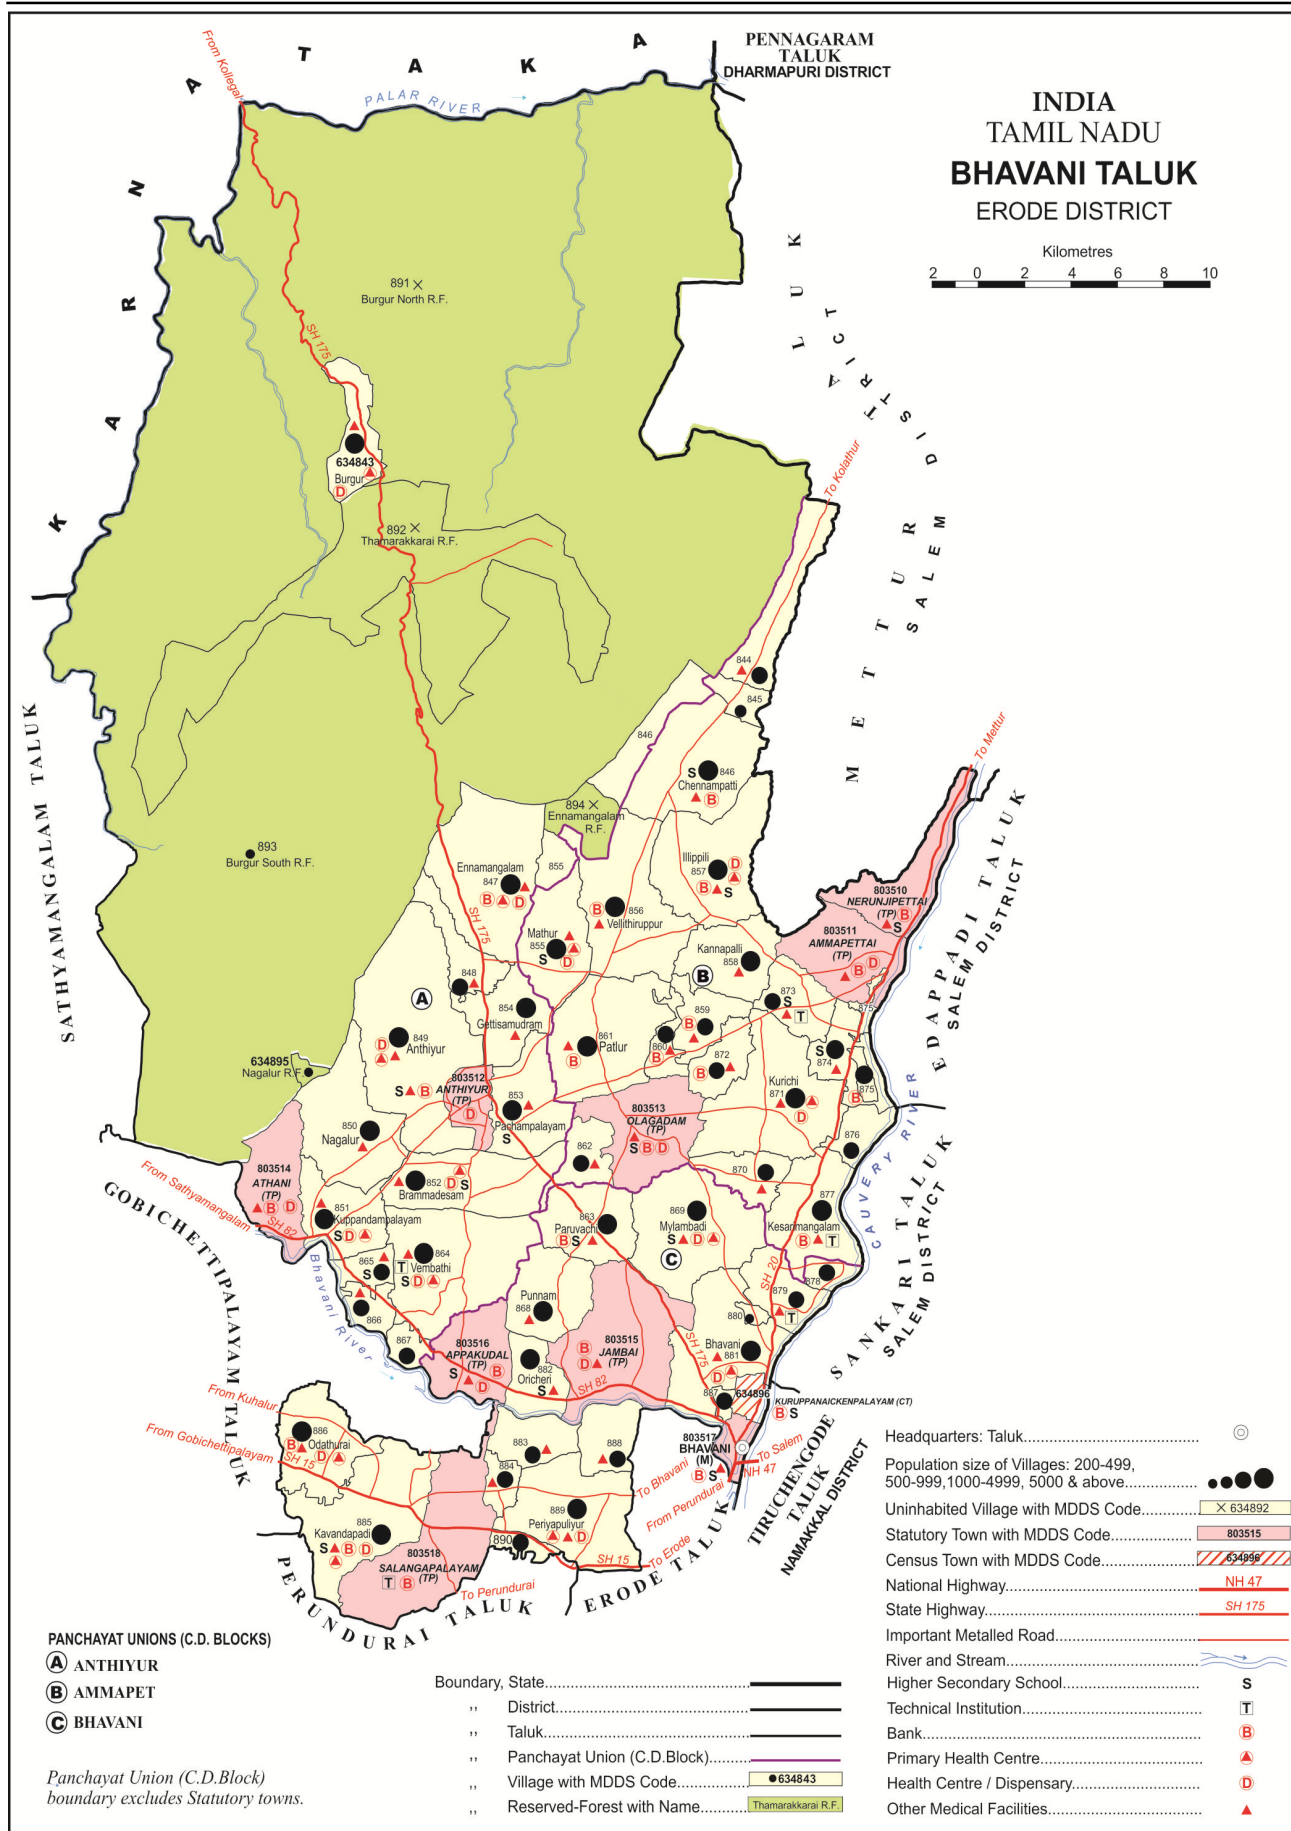 PENNAGARAM
TALUK
DHARMAPURI DISTRICT
INDIA
TAMIL NADU
BHAVANI TALUK
ERODE DISTRICT
Kilometres
2 0 2 4 6 8 10
KARNATAKA
From Kollegal
PALAR RIVER
METTUR TALUK
SALEM DISTRICT
891
Burgur North R.F.
SH 175
634843
Burgur
D
892
Thamarakkarai R.F.
To Kolathur
844
845
846
SATHYAMANGALAM TALUK
S 846
Chennampatti
B
To Mettur
894
Ennamangalam
R.F.
893
Burgur South R.F.
855
Ennamangalam
847
B D
Illippili
857
D
B S
803510
NERUNJIPETTAI
(TP) B
S
SH 175
B
856
Vellithiruppur
803511
AMMAPETTAI
(TP)
B D
Mathur
855
S D
Kannapalli
858
B
EDAPPADI TALUK
SALEM DISTRICT
A
848
873
S
T
875
854
Gettisamudram
859
B
849
Anthiyur
D
861
Patlur
B
860
B
S
874
634895
Nagalur R.F.
872
B
875
B
S B
803512
ANTHIYUR
(TP)
D
Kurichi
871
D
853
Pachampalayam
S
803513
OLAGADAM
(TP)
S B D
CAUVERY RIVER
850
Nagalur
876
862
803514
ATHANI
(TP)
B D
From Sathyamangalam
SH 82
852
Brammadesam
D S
870
851
Kuppandampalayam
S D
877
Kesarimangalam
B T
863
Paruvachi
B S
869
Mylambadi
S D
C
GOBICHETTIPALAYAM TALUK
864
Vembathi
T
S D
865
S
SH 20
878
879
T
SANKARI TALUK
SALEM DISTRICT
Bhavani River
866
Punnam
868
880
867
803516
APPAKUDAL
(TP)
S B
D
803515
JAMBAI
(TP)
B
D
SH 175
Bhavani
881
D
882
Oricheri
S
SH 82
887
634896
KURUPPANAICKENPALAYAM (CT)
B S
From Kuhalur
From Gobichettipalayam
SH 15
886
Odathurai
B
D
803517
BHAVANI
(M)
B S
To Salem
NH 47
To Bhavani
From Perundurai
883
888
884
889
Periyapuliyur
D
885
Kavandapadi
S B D
890
803518
SALANGAPALAYAM
(TP)
T B
SH 15
To Erode
To Perundurai
PERUNDURAI TALUK
ERODE TALUK
TIRUCHENGODE
TALUK
NAMAKKAL DISTRICT
Headquarters: Taluk
Population size of Villages: 200-499,
500-999,1000-4999, 5000 & above
Uninhabited Village with MDDS Code 634892
Statutory Town with MDDS Code 803515
Census Town with MDDS Code 634896
National Highway NH 47
State Highway SH 175
Important Metalled Road
River and Stream
Higher Secondary School S
Technical Institution T
Bank B
Primary Health Centre
Health Centre / Dispensary D
Other Medical Facilities
PANCHAYAT UNIONS (C.D. BLOCKS)
A ANTHIYUR
B AMMAPET
C BHAVANI
Panchayat Union (C.D.Block)
boundary excludes Statutory towns.
Boundary, State
,, District
,, Taluk
,, Panchayat Union (C.D.Block)
,, Village with MDDS Code 634843
,, Reserved-Forest with Name Thamarakkarai R.F.